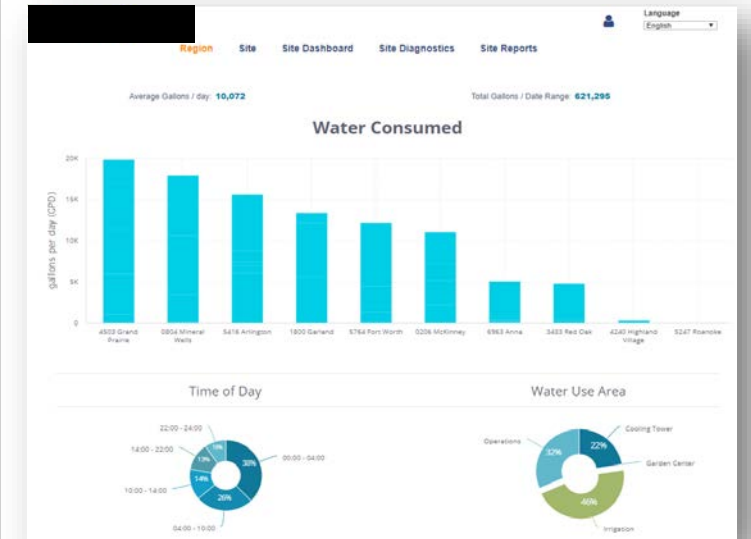 Language
English
Region Site Site Dashboard Site Diagnostics Site Reports
Average Gallons / day: 10,072
Total Gallons / Date Range: 621,295
Water Consumed
gallons per day (GPD)
20K
15K
10K
5K
0
4503 Grand Prairie
0804 Mineral Wells
5416 Arlington
1800 Garland
5764 Fort Worth
0206 McKinney
6963 Anna
3433 Red Oak
4240 Highland Village
5247 Roanoke
Time of Day
22:00 - 24:00
14:00 - 22:00
10:00 - 14:00
04:00 - 10:00
00:00 - 04:00
13%
14%
26%
38%
Water Use Area
Operations
Cooling Tower
Garden Center
Irrigation
32%
22%
46%